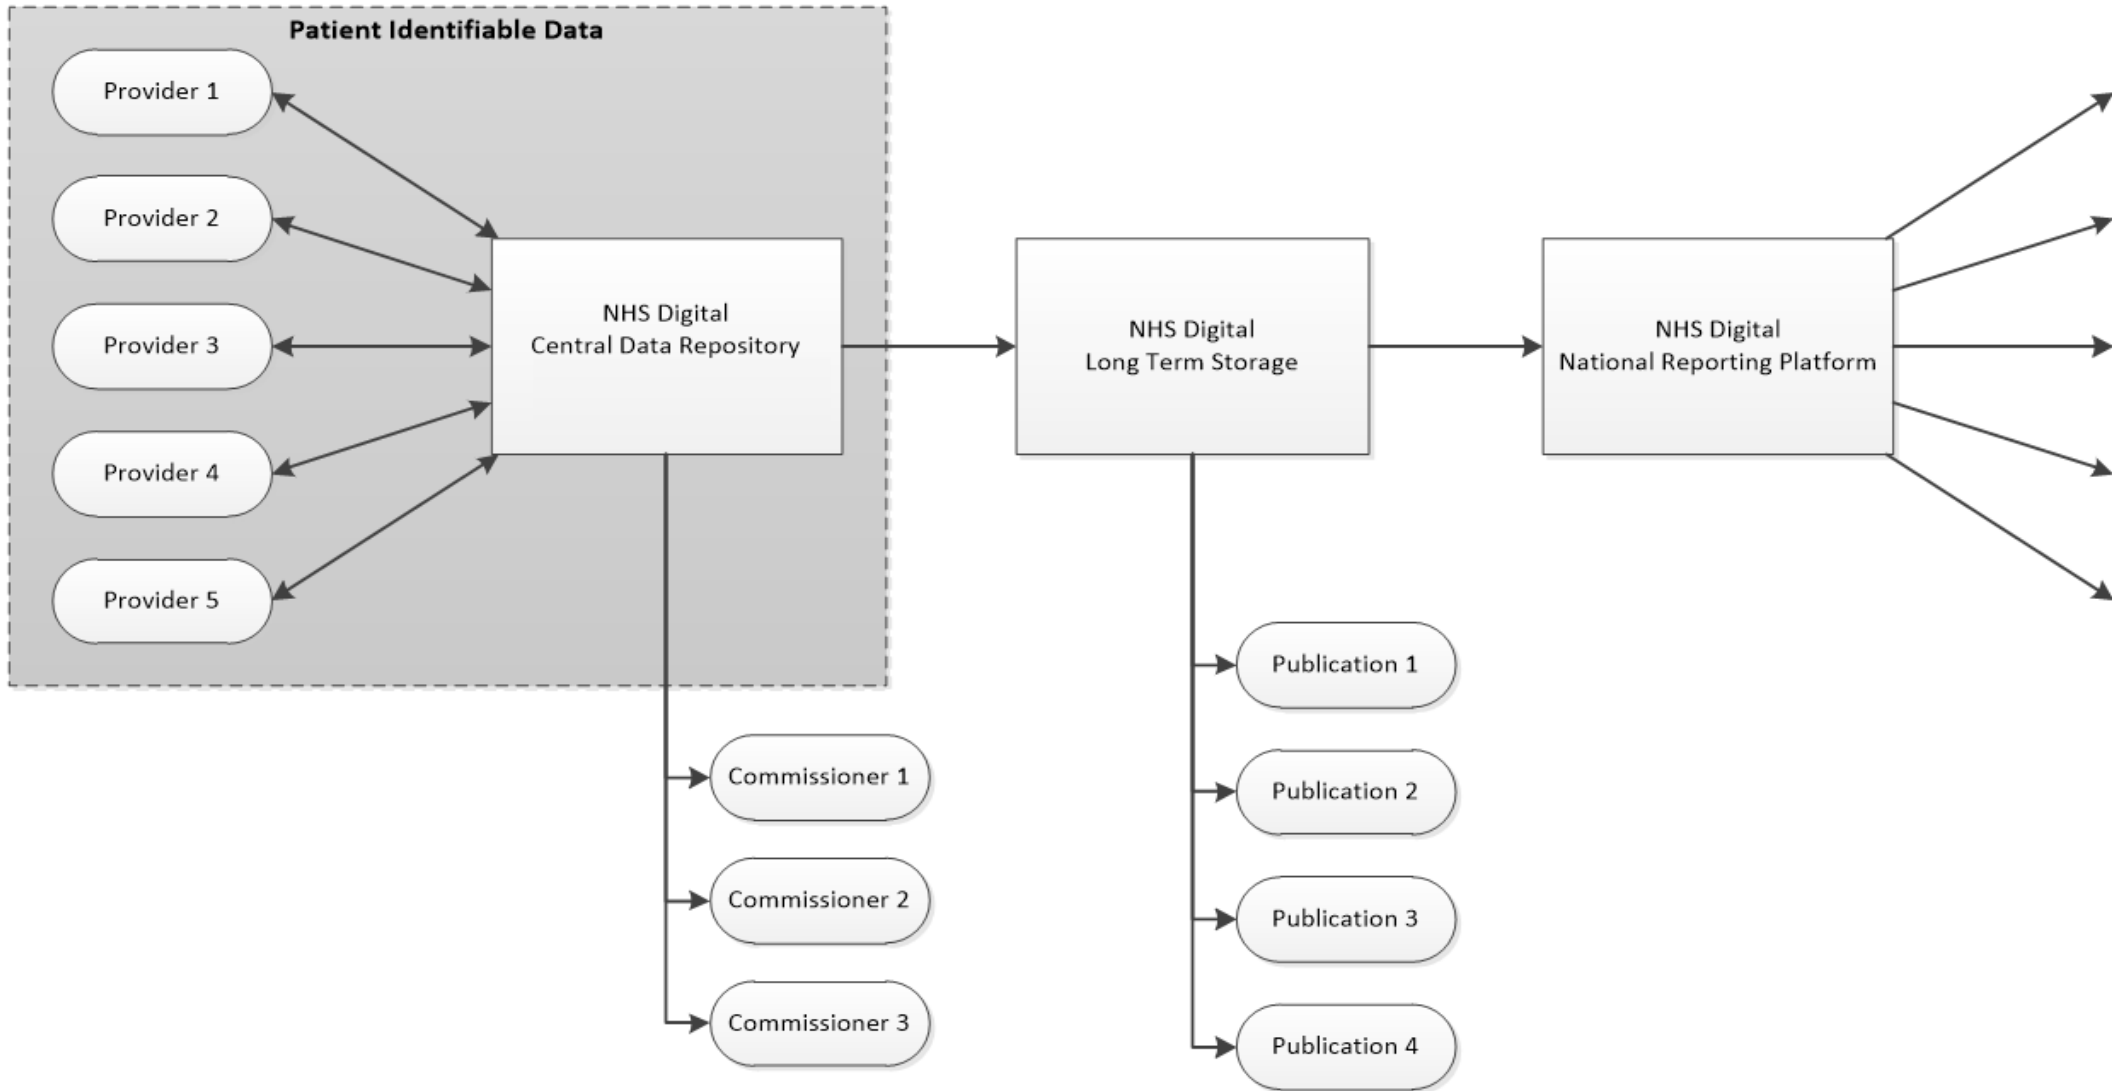 Patient Identifiable Data
Provider 1
Provider 2
Provider 3
Provider 4
Provider 5
NHS Digital
Central Data Repository
NHS Digital
Long Term Storage
NHS Digital
National Reporting Platform
Commissioner 1
Commissioner 2
Commissioner 3
Publication 1
Publication 2
Publication 3
Publication 4